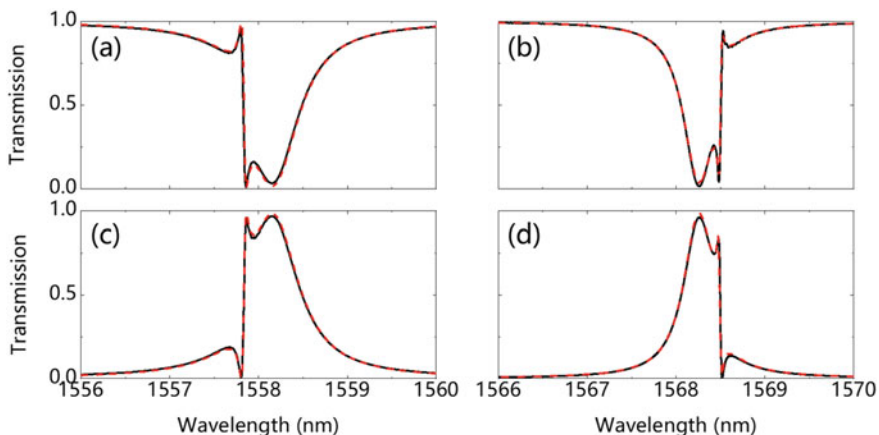 1.0
(a)
(b)
Transmission
0.5
0.0
1.0
(c)
(d)
Transmission
0.5
0.0
1556 1557 1558 1559 1560 1566 1567 1568 1569 1570
Wavelength (nm) Wavelength (nm)